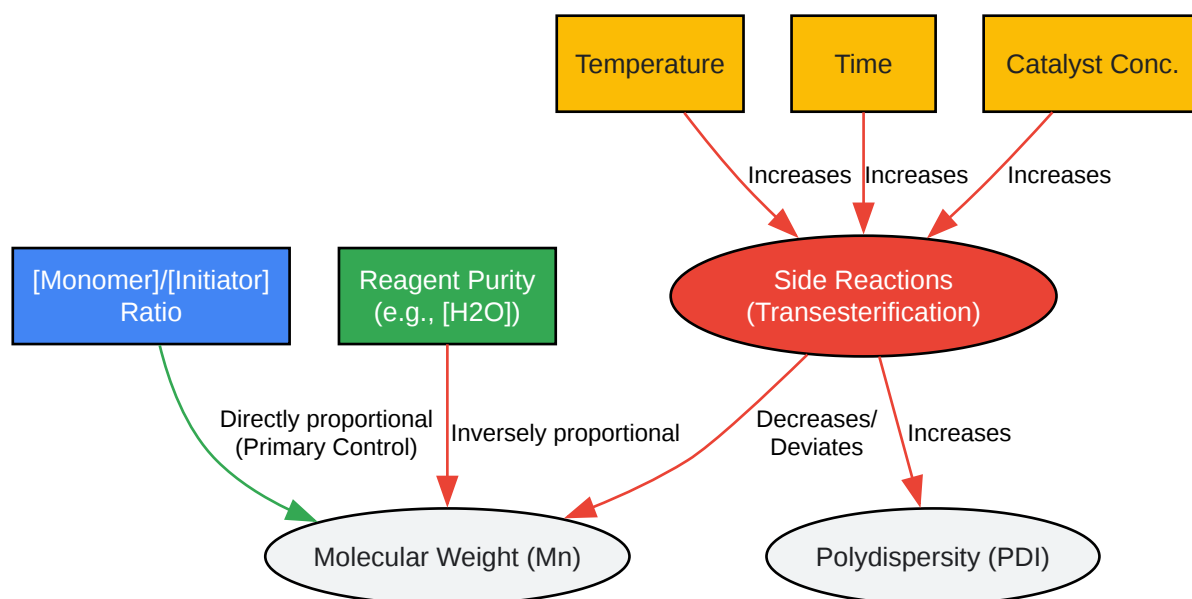 Temperature
Time
Catalyst Conc.
Increases
Increases
Increases
[Monomer]/[Initiator]
Ratio
Reagent Purity
(e.g., [H2O])
Side Reactions
(Transesterification)
Directly proportional
(Primary Control)
Inversely proportional
Decreases/
Deviates
Increases
Molecular Weight (Mn)
Polydispersity (PDI)